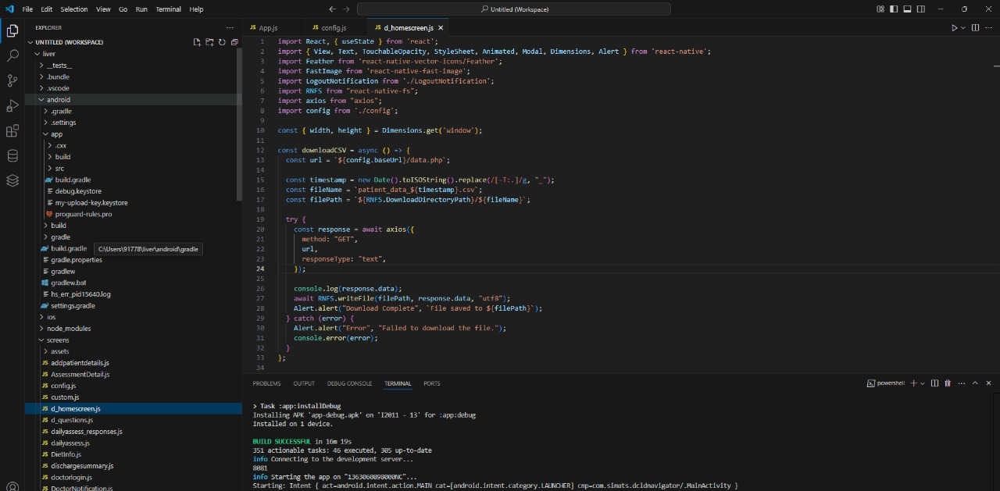 File Edit Selection View Go Run Terminal Help
Untitled (Workspace)
EXPLORER
UNTITLED (WORKSPACE)
liver
__tests__
.bundle
.vscode
android
.gradle
.settings
app
.cxx
build
src
build.gradle
debug.keystore
my-upload-key.keystore
proguard-rules.pro
build
gradle
build.gradle
C:\Users\91778\liver\android\gradle
gradle.properties
gradlew
gradlew.bat
hs_err_pid15640.log
settings.gradle
ios
node_modules
screens
assets
JS addpatientdetails.js
JS AssessmentDetail.js
JS config.js
JS custom.js
JS d_homescreen.js
JS d_questions.js
JS dailyassess_responses.js
JS dailyassess.js
JS DietInfo.js
JS dischargesummary.js
JS doctorlogin.js
JS DoctorNotification.js
JS App.js JS config.js JS d_homescreen.js
1 import React, { useState } from 'react';
2 import { View, Text, TouchableOpacity, StyleSheet, Animated, Modal, Dimensions, Alert } from 'react-native';
3 import Feather from 'react-native-vector-icons/Feather';
4 import FastImage from 'react-native-fast-image';
5 import LogoutNotification from './LogoutNotification';
6 import RNFS from "react-native-fs";
7 import axios from "axios";
8 import config from './config';
9
10 const { width, height } = Dimensions.get('window');
11
12 const downloadCSV = async () => {
13 const url = `${config.baseUrl}/data.php`;
14
15 const timestamp = new Date().toISOString().replace(/[-T:.]/g, "_");
16 const fileName = `patient_data_${timestamp}.csv`;
17 const filePath = `${RNFS.DownloadDirectoryPath}/${fileName}`;
18
19 try {
20 const response = await axios({
21 method: "GET",
22 url,
23 responseType: "text",
24 });
25
26 console.log(response.data);
27 await RNFS.writeFile(filePath, response.data, "utf8");
28 Alert.alert("Download Complete", `File saved to ${filePath}`);
29 } catch (error) {
30 Alert.alert("Error", "Failed to download the file.");
31 console.error(error);
32 }
33 };
34
PROBLEMS OUTPUT DEBUG CONSOLE TERMINAL PORTS
powershell
> Task :app:installDebug
Installing APK 'app-debug.apk' on 'I2011 - 13' for :app:debug
Installed on 1 device.
BUILD SUCCESSFUL in 16m 19s
351 actionable tasks: 46 executed, 305 up-to-date
info Connecting to the development server...
8081
info Starting the app on "1363060898000NC"...
Starting: Intent { act=android.intent.action.MAIN cat=[android.intent.category.LAUNCHER] cmp=com.simats.dcldnavigator/.MainActivity }